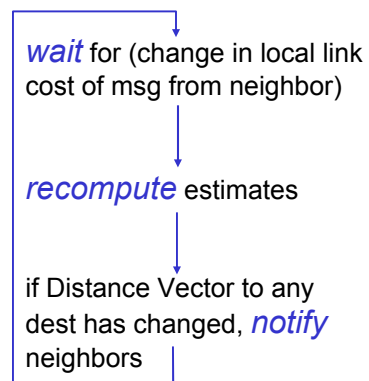 wait for (change in local link
cost of msg from neighbor)
recompute estimates
if Distance Vector to any
dest has changed, notify
neighbors